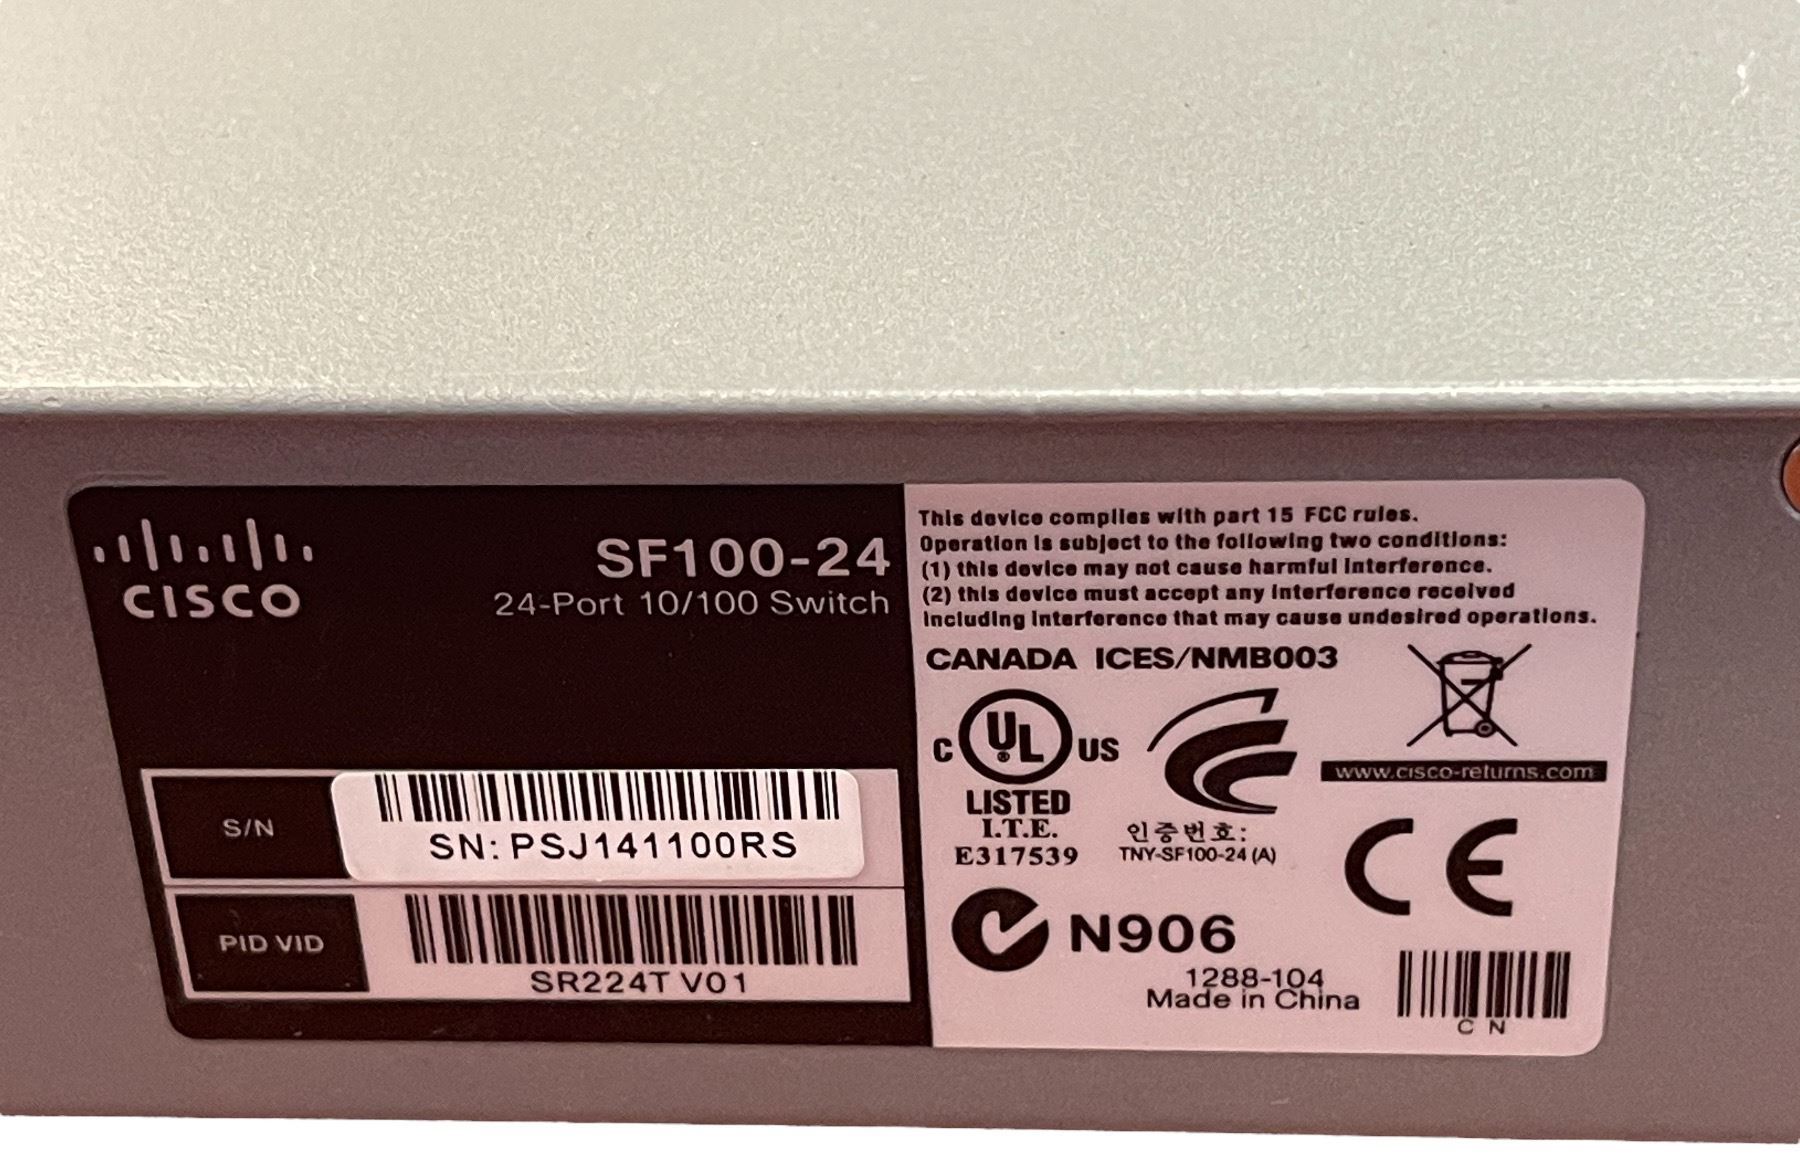 CISCO
SF100-24
24-Port 10/100 Switch
S/N
SN: PSJ141100RS
PID VID
SR224T V01
This device complies with part 15 FCC rules.
Operation is subject to the following two conditions:
(1) this device may not cause harmful interference.
(2) this device must accept any interference received
including interference that may cause undesired operations.
CANADA ICES/NMB003
C UL US
LISTED
I.T.E.
E317539
인증번호:
TNY-SF100-24 (A)
www.cisco-returns.com
CE
N906
1288-104
Made in China
C N